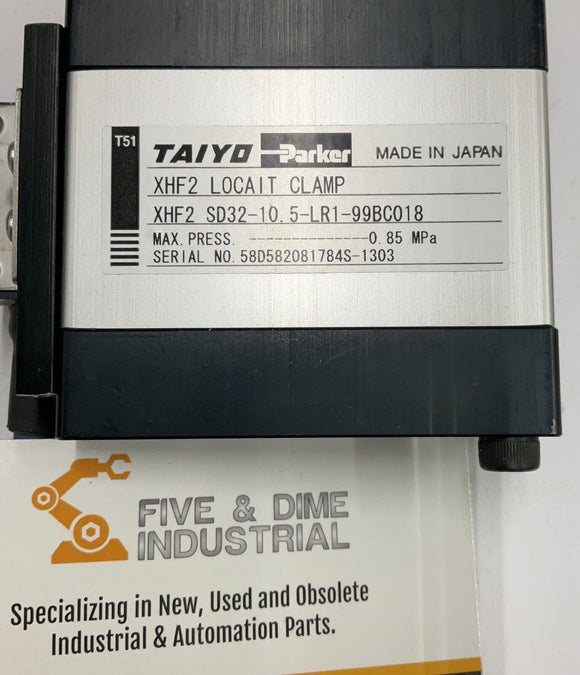 T51
TAIYO Parker MADE IN JAPAN
XHF2 LOCAIT CLAMP
XHF2 SD32-10.5-LR1-99BC018
MAX. PRESS. ---------------0.85 MPa
SERIAL NO. 58D582081784S-1303
FIVE & DIME
INDUSTRIAL
Specializing in New, Used and Obsolete
Industrial & Automation Parts.